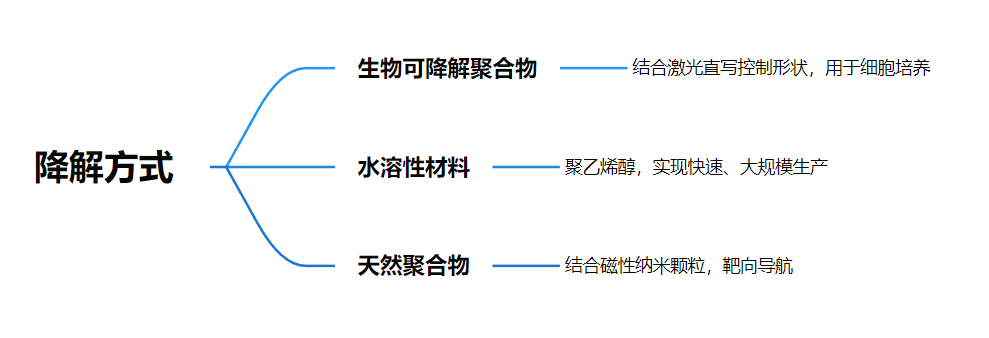 降解方式
生物可降解聚合物
结合激光直写控制形状，用于细胞培养
水溶性材料
聚乙烯醇，实现快速、大规模生产
天然聚合物
结合磁性纳米颗粒，靶向导航